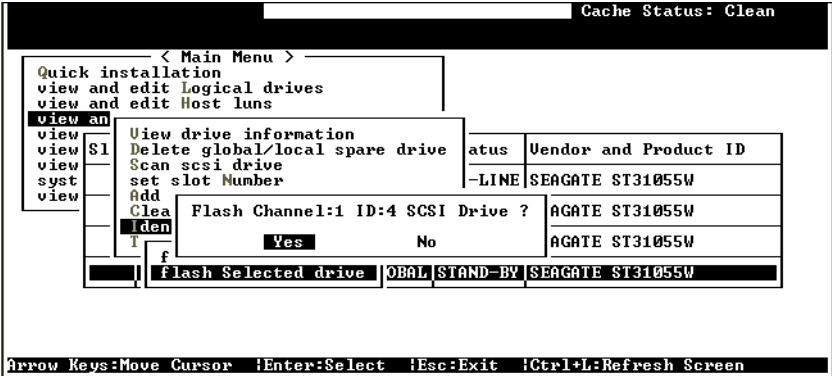 Cache Status: Clean
< Main Menu >
Quick installation
view and edit Logical drives
view and edit Host luns
view an
view View drive information
view Sl Delete global/local spare drive atus Vendor and Product ID
view Scan scsi drive
syst set slot Number -LINE SEAGATE ST31055W
view Add
Clea Flash Channel:1 ID:4 SCSI Drive ? AGATE ST31055W
Iden
T Yes No AGATE ST31055W
f
flash Selected drive OBAL STAND-BY SEAGATE ST31055W
Arrow Keys:Move Cursor |Enter:Select |Esc:Exit |Ctrl+L:Refresh Screen